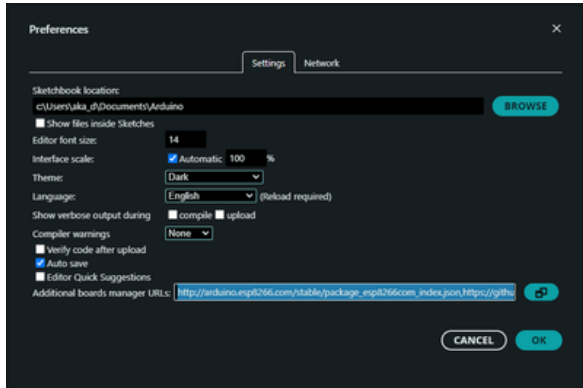 Preferences
Settings Network
Sketchbook location:
c:\Users\aka_d\Documents\Arduino BROWSE
Show files inside Sketches
Editor font size: 14
Interface scale: Automatic 100 %
Theme: Dark
Language: English (Reload required)
Show verbose output during compile upload
Compiler warnings None
Verify code after upload
Auto save
Editor Quick Suggestions
Additional boards manager URLs: http://arduino.esp8266.com/stable/package_esp8266com_index.json,https://githu
CANCEL OK